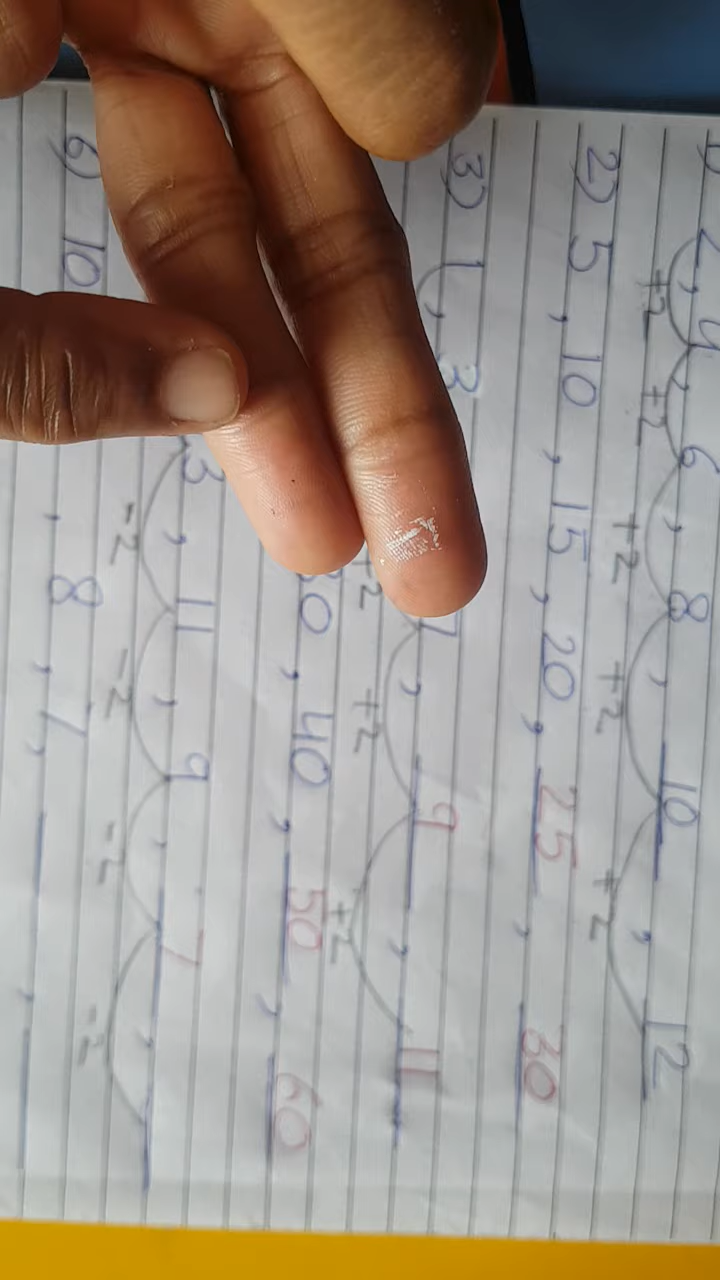 1) 2, 4, 6, 8, 10, 12
+2 +2 +2 +2 +2
2) 5, 10, 15, 20, 25, 30
3) 1, 3 7, 9, 11
+2 +2 +2
40, 50, 60
11, 9, 7,
-2 -2 -2 -2
6) 10 , 8, 7,